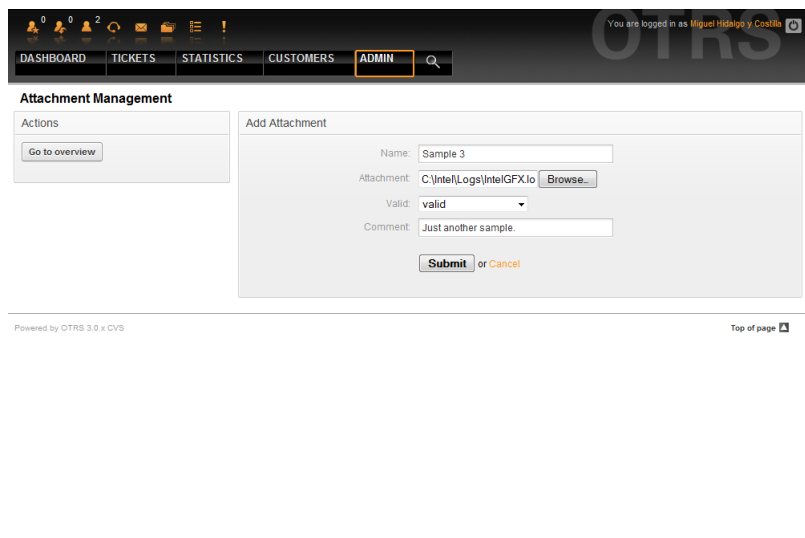 0 0 2
OTRS
You are logged in as Miguel Hidalgo y Costilla
DASHBOARD TICKETS STATISTICS CUSTOMERS ADMIN
Attachment Management
Actions
Go to overview
Add Attachment
Name: Sample 3
Attachment: C:\Intel\Logs\IntelGFX.lo Browse...
Valid: valid
Comment: Just another sample.
Submit or Cancel
Powered by OTRS 3.0.x CVS
Top of page